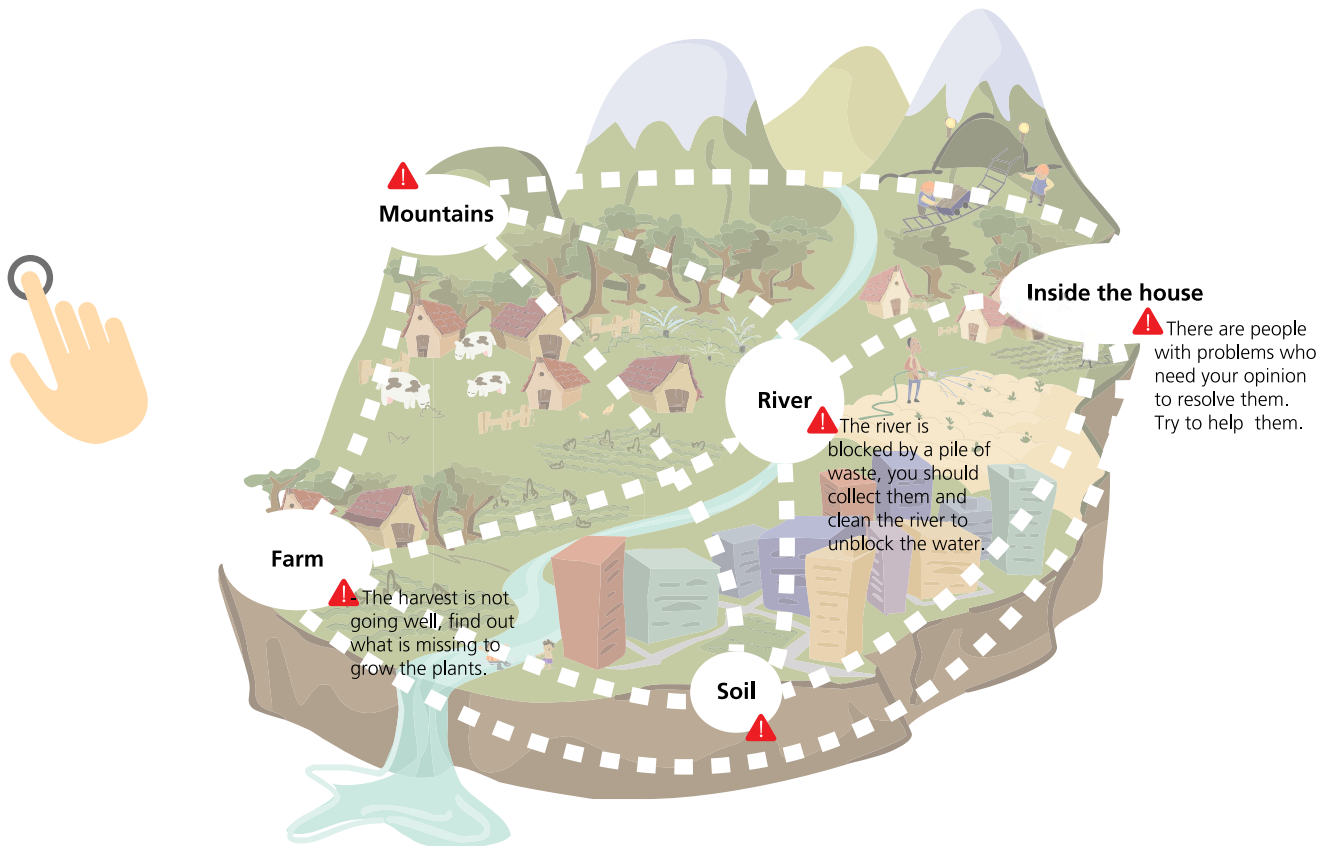 Mountains
Inside the house
There are people
with problems who
need your opinion
to resolve them.
Try to help  them.
River
The river is
blocked by a pile of
waste, you should
collect them and
clean the river to
unblock the water.
Farm
- The harvest is not
going well, find out
what is missing to
grow the plants.
Soil